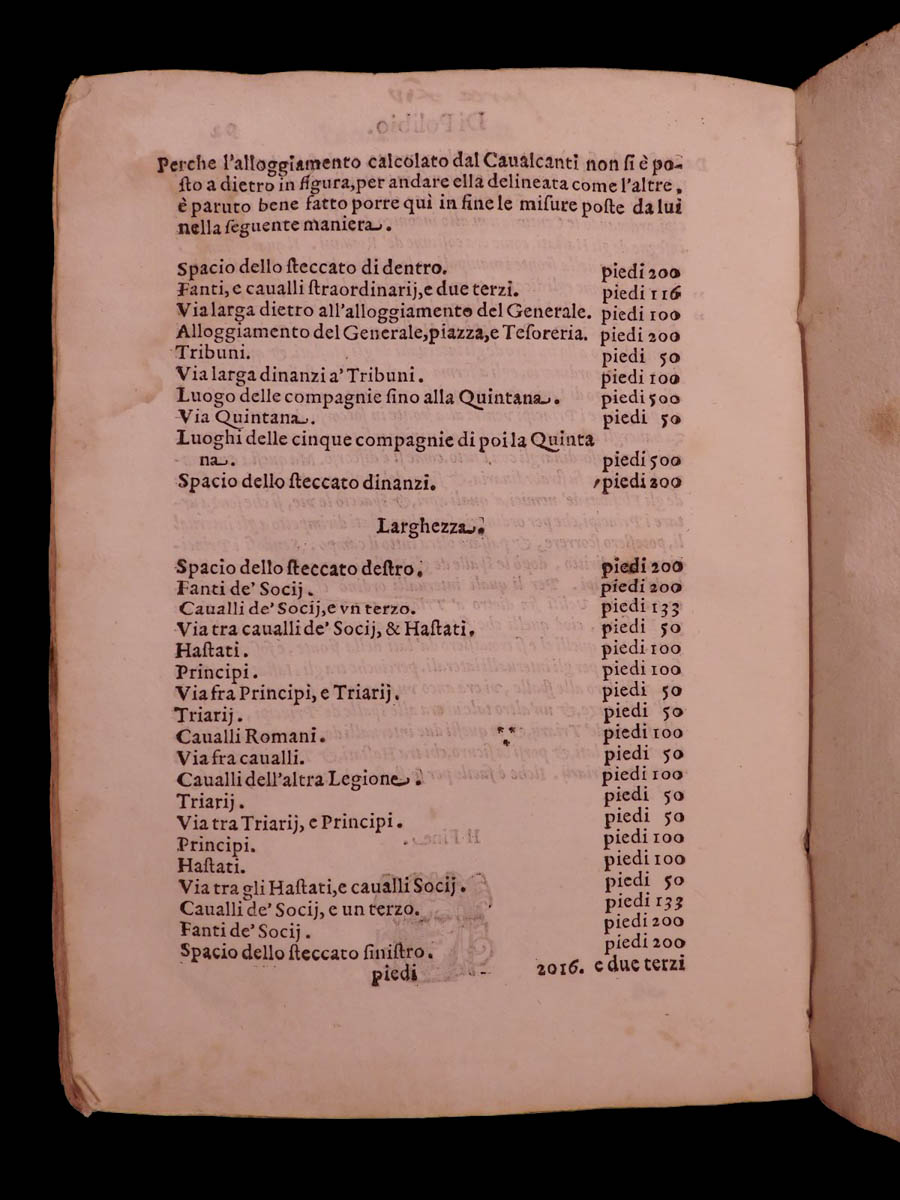 Perche l'alloggiamento calcolato dal Caualcanti non ſi è po-
ſto a dietro in figura, per andare ella delineata come l'altre,
è paruto bene fatto porre quì in fine le miſure poſte da lui
nella ſeguente maniera.
Spacio dello ſteccato di dentro. piedi 200
Fanti, e caualli ſtraordinarij, e due terzi. piedi 116
Via larga dietro all'alloggiamento del Generale. piedi 100
Alloggiamento del Generale, piazza, e Teſoreria. piedi 200
Tribuni. piedi 50
Via larga dinanzi a' Tribuni. piedi 100
Luogo delle compagnie fino alla Quintana. piedi 500
Via Quintana. piedi 50
Luoghi delle cinque compagnie di poi la Quinta
na. piedi 500
Spacio dello ſteccato dinanzi. piedi 200
Larghezza.
Spacio dello ſteccato deſtro. piedi 200
Fanti de' Socij. piedi 200
Caualli de' Socij, e vn terzo. piedi 133
Via tra caualli de' Socij, & Haſtati. piedi 50
Haſtati. piedi 100
Principi. piedi 100
Via fra Principi, e Triarij. piedi 50
Triarij. piedi 50
Caualli Romani. piedi 100
Via fra caualli. piedi 50
Caualli dell'altra Legione. piedi 100
Triarij. piedi 50
Via tra Triarij, e Principi. piedi 50
Principi. piedi 100
Haſtati. piedi 100
Via tra gli Haſtati, e caualli Socij. piedi 50
Caualli de' Socij, e un terzo. piedi 133
Fanti de' Socij. piedi 200
Spacio dello ſteccato ſiniſtro. piedi 200
piedi 2016. e due terzi